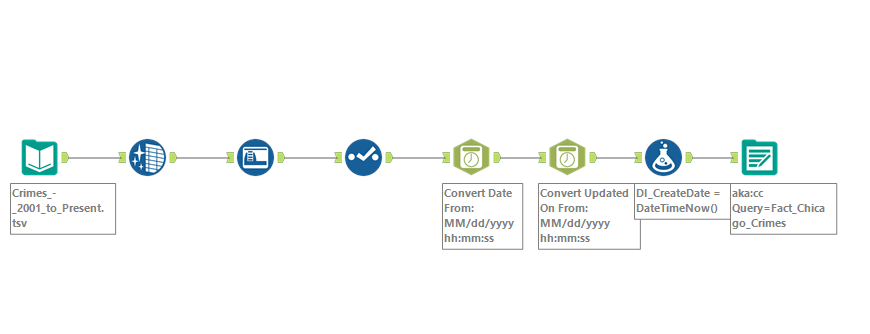 Crimes_-
_2001_to_Present.
tsv
Convert Date
From:
MM/dd/yyyy
hh:mm:ss
Convert Updated
On From:
MM/dd/yyyy
hh:mm:ss
DI_CreateDate =
DateTimeNow()
aka:cc
Query=Fact_Chica
go_Crimes